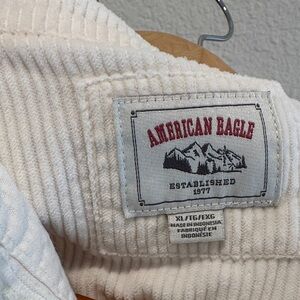 AMERICAN EAGLE
ESTABLISHED
1977
XL/TG/EXG
MADE IN INDONESIA
FABRIQUÉ EN
INDONÉSIE